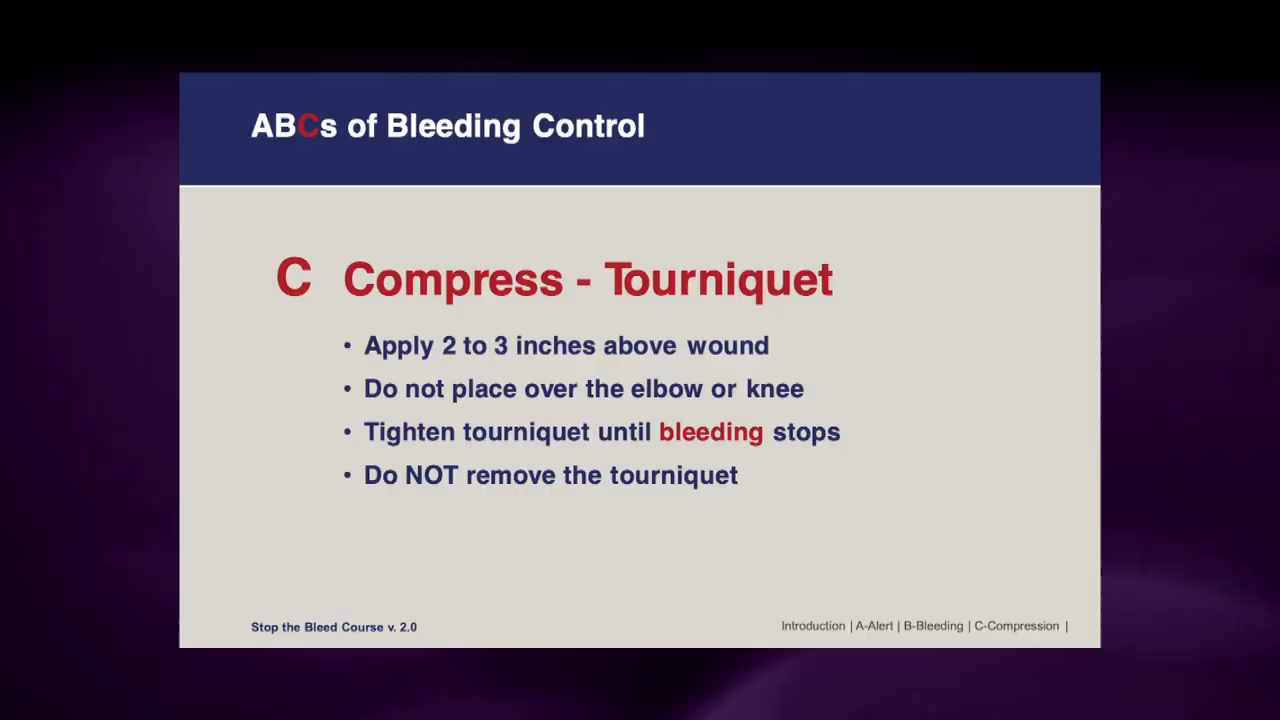 ABCs of Bleeding Control
C Compress - Tourniquet
• Apply 2 to 3 inches above wound
• Do not place over the elbow or knee
• Tighten tourniquet until bleeding stops
• Do NOT remove the tourniquet
Stop the Bleed Course v. 2.0
Introduction | A-Alert | B-Bleeding | C-Compression |